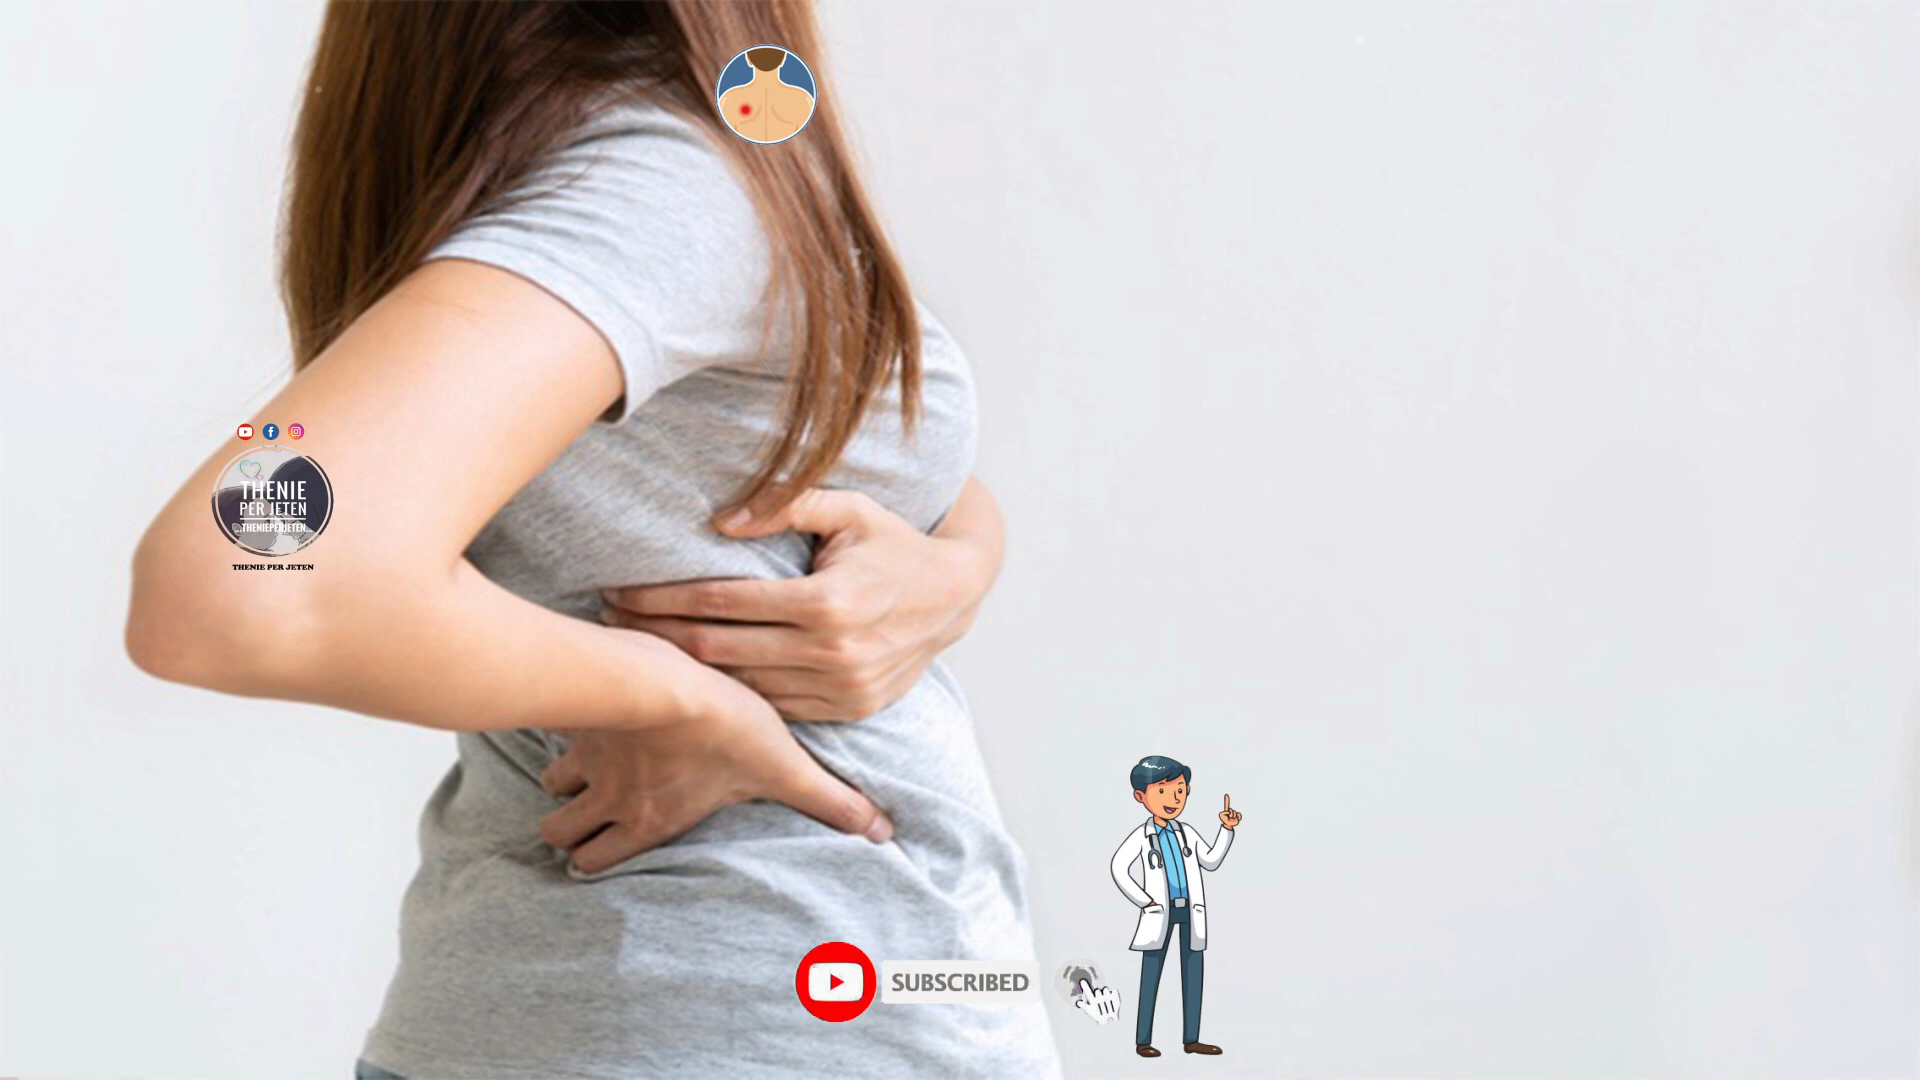 THENIE
PER JETEN
THENIEPERJETEN
THENIE PER JETEN
SUBSCRIBED